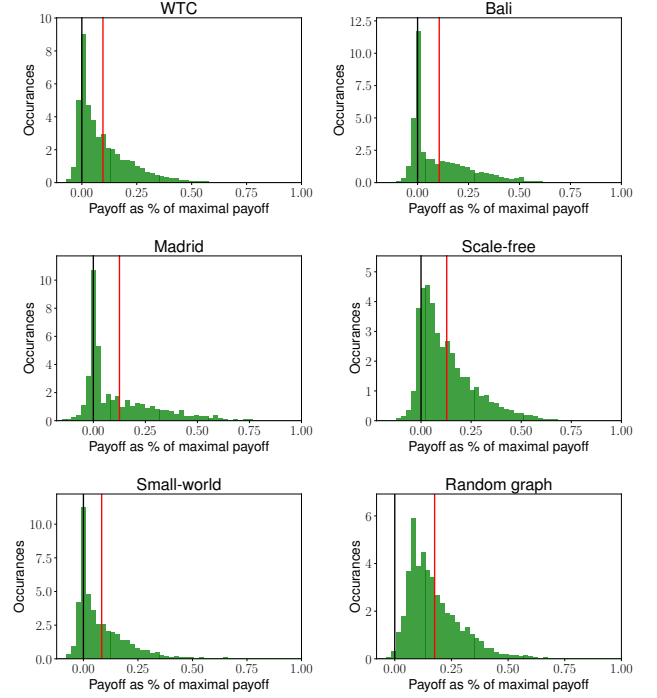 WTC
10
8
6
4
2
0
Occurances
0.00 0.25 0.50 0.75 1.00
Payoff as % of maximal payoff
Bali
12.5
10.0
7.5
5.0
2.5
0.0
Occurances
0.00 0.25 0.50 0.75 1.00
Payoff as % of maximal payoff
Madrid
10
8
6
4
2
0
Occurances
0.00 0.25 0.50 0.75 1.00
Payoff as % of maximal payoff
Scale-free
5
4
3
2
1
0
Occurances
0.00 0.25 0.50 0.75 1.00
Payoff as % of maximal payoff
Small-world
10.0
7.5
5.0
2.5
0.0
Occurances
0.00 0.25 0.50 0.75 1.00
Payoff as % of maximal payoff
Random graph
6
4
2
0
Occurances
0.00 0.25 0.50 0.75 1.00
Payoff as % of maximal payoff